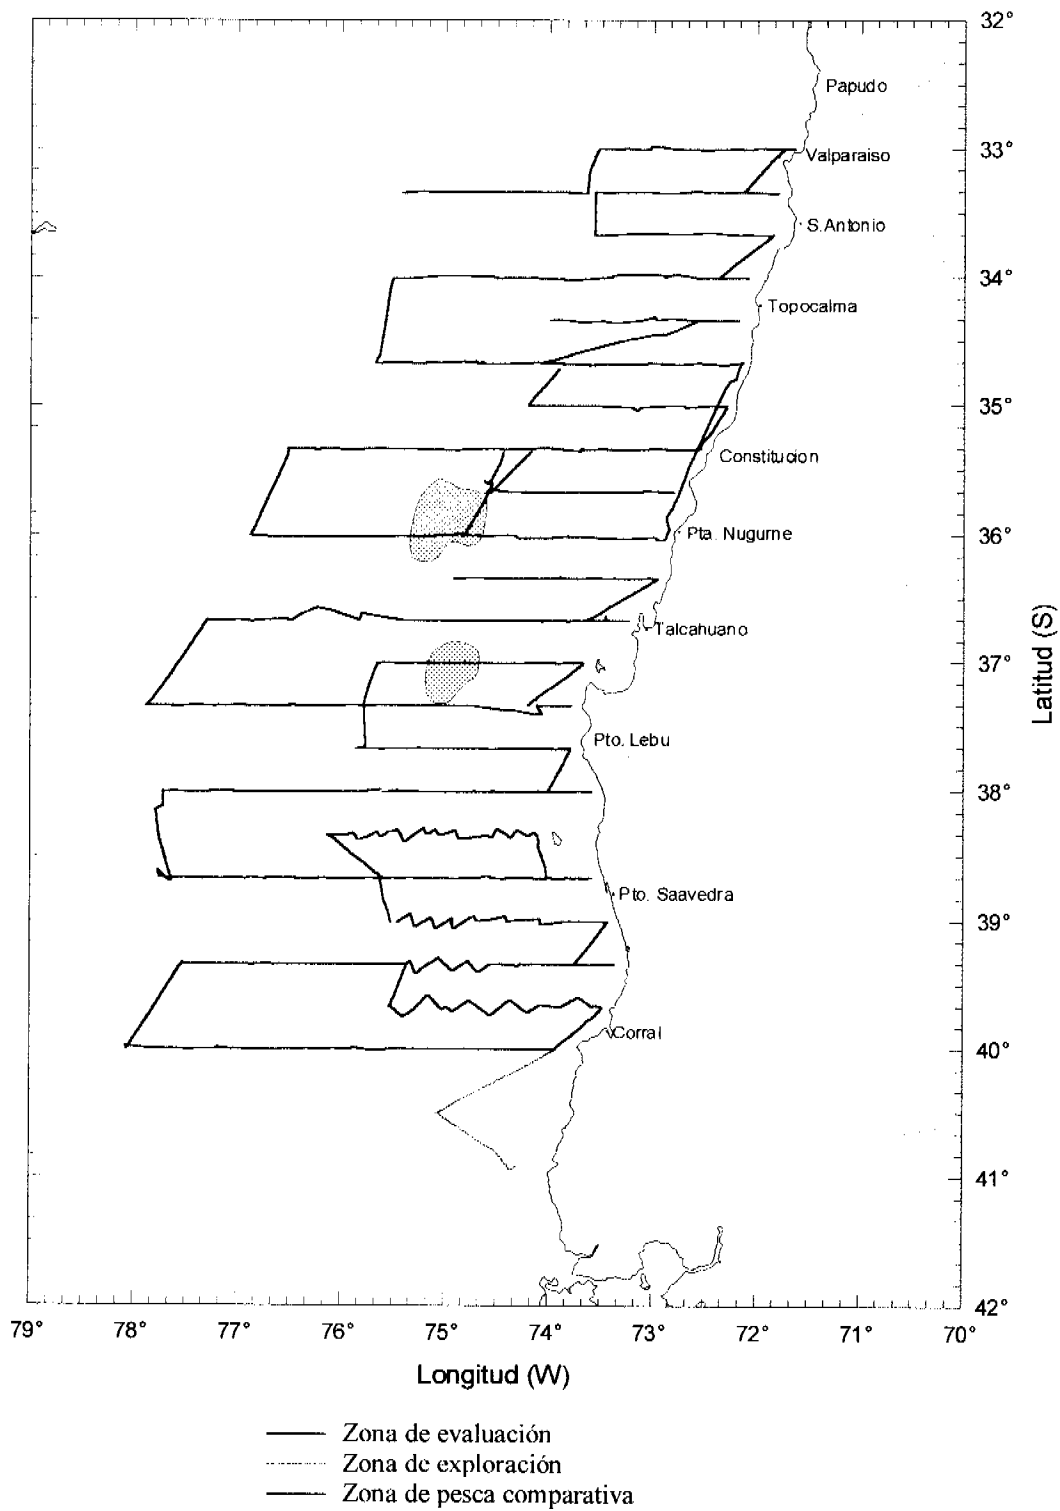 32°
Papudo
33°
Valparaiso
S.Antonio
34°
Topocalma
35°
Constitucion
36°
Pta. Nugurne
Talcahuano
37°
Latitud (S)
Pto. Lebu
38°
Pto. Saavedra
39°
Corral
40°
41°
42°
79° 78° 77° 76° 75° 74° 73° 72° 71° 70°
Longitud (W)
Zona de evaluación
Zona de exploración
Zona de pesca comparativa